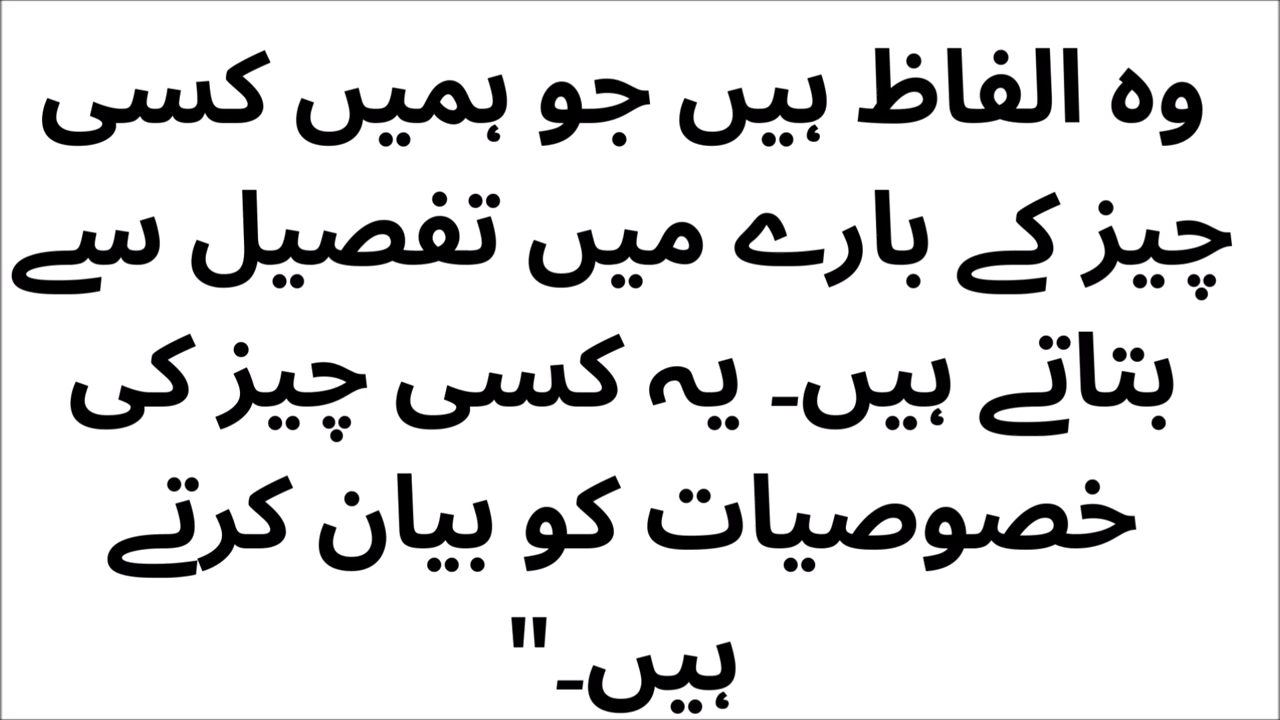 وہ الفاظ ہیں جو ہمیں کسی
چیز کے بارے میں تفصیل سے
بتاتے ہیں۔ یہ کسی چیز کی
خصوصیات کو بیان کرتے
ہیں۔"